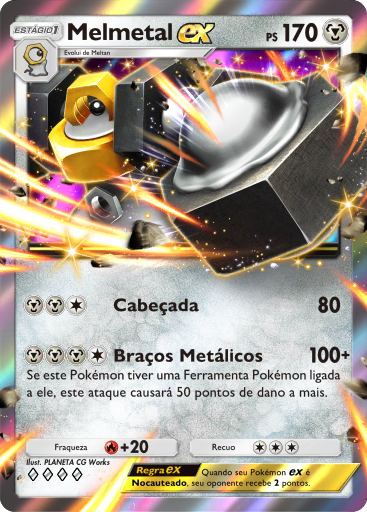 ESTÁGIO 1
Melmetal ex
PS 170
Evolui de Meltan
Cabeçada 80
Braços Metálicos 100+
Se este Pokémon tiver uma Ferramenta Pokémon ligada
a ele, este ataque causará 50 pontos de dano a mais.
Fraqueza +20
Recuo
Ilust. PLANETA CG Works
Regra ex
Quando seu Pokémon ex é
Nocauteado, seu oponente recebe 2 pontos.